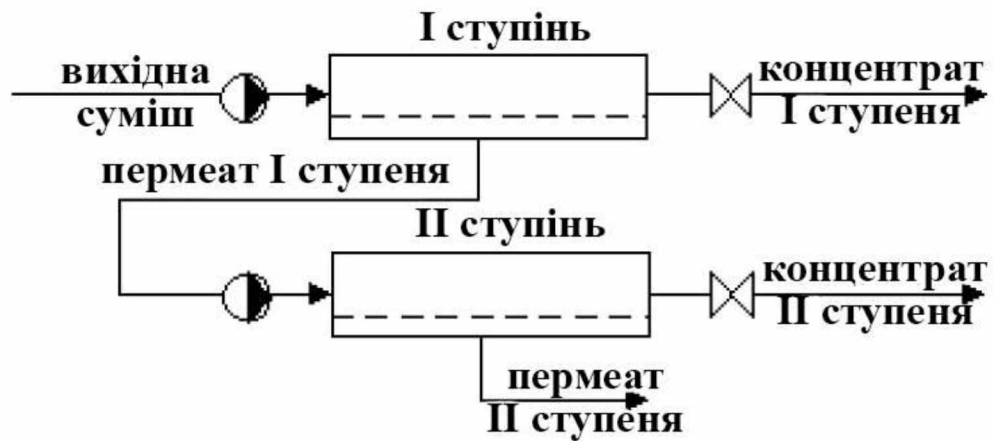 I ступінь
вихідна
суміш
концентрат
I ступеня
пермеат I ступеня
II ступінь
концентрат
II ступеня
пермеат
II ступеня